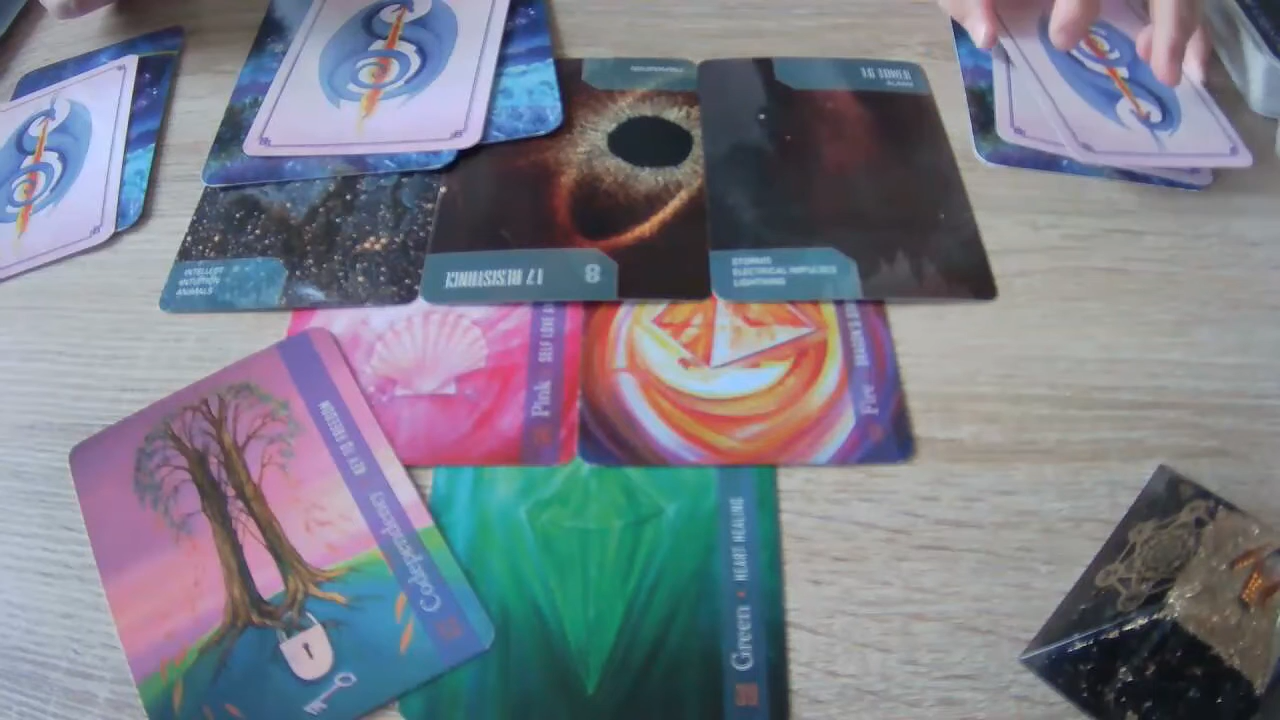 16 TOWER
INTELLECT
INTUITION
ANIMALS
8
17 RESISTANCE
STORMS
ELECTRICAL IMPULSES
LIGHTNING
Pink
SELF LOVE
Fire
Codependency
KEY TO FREEDOM
Green • HEART HEALING